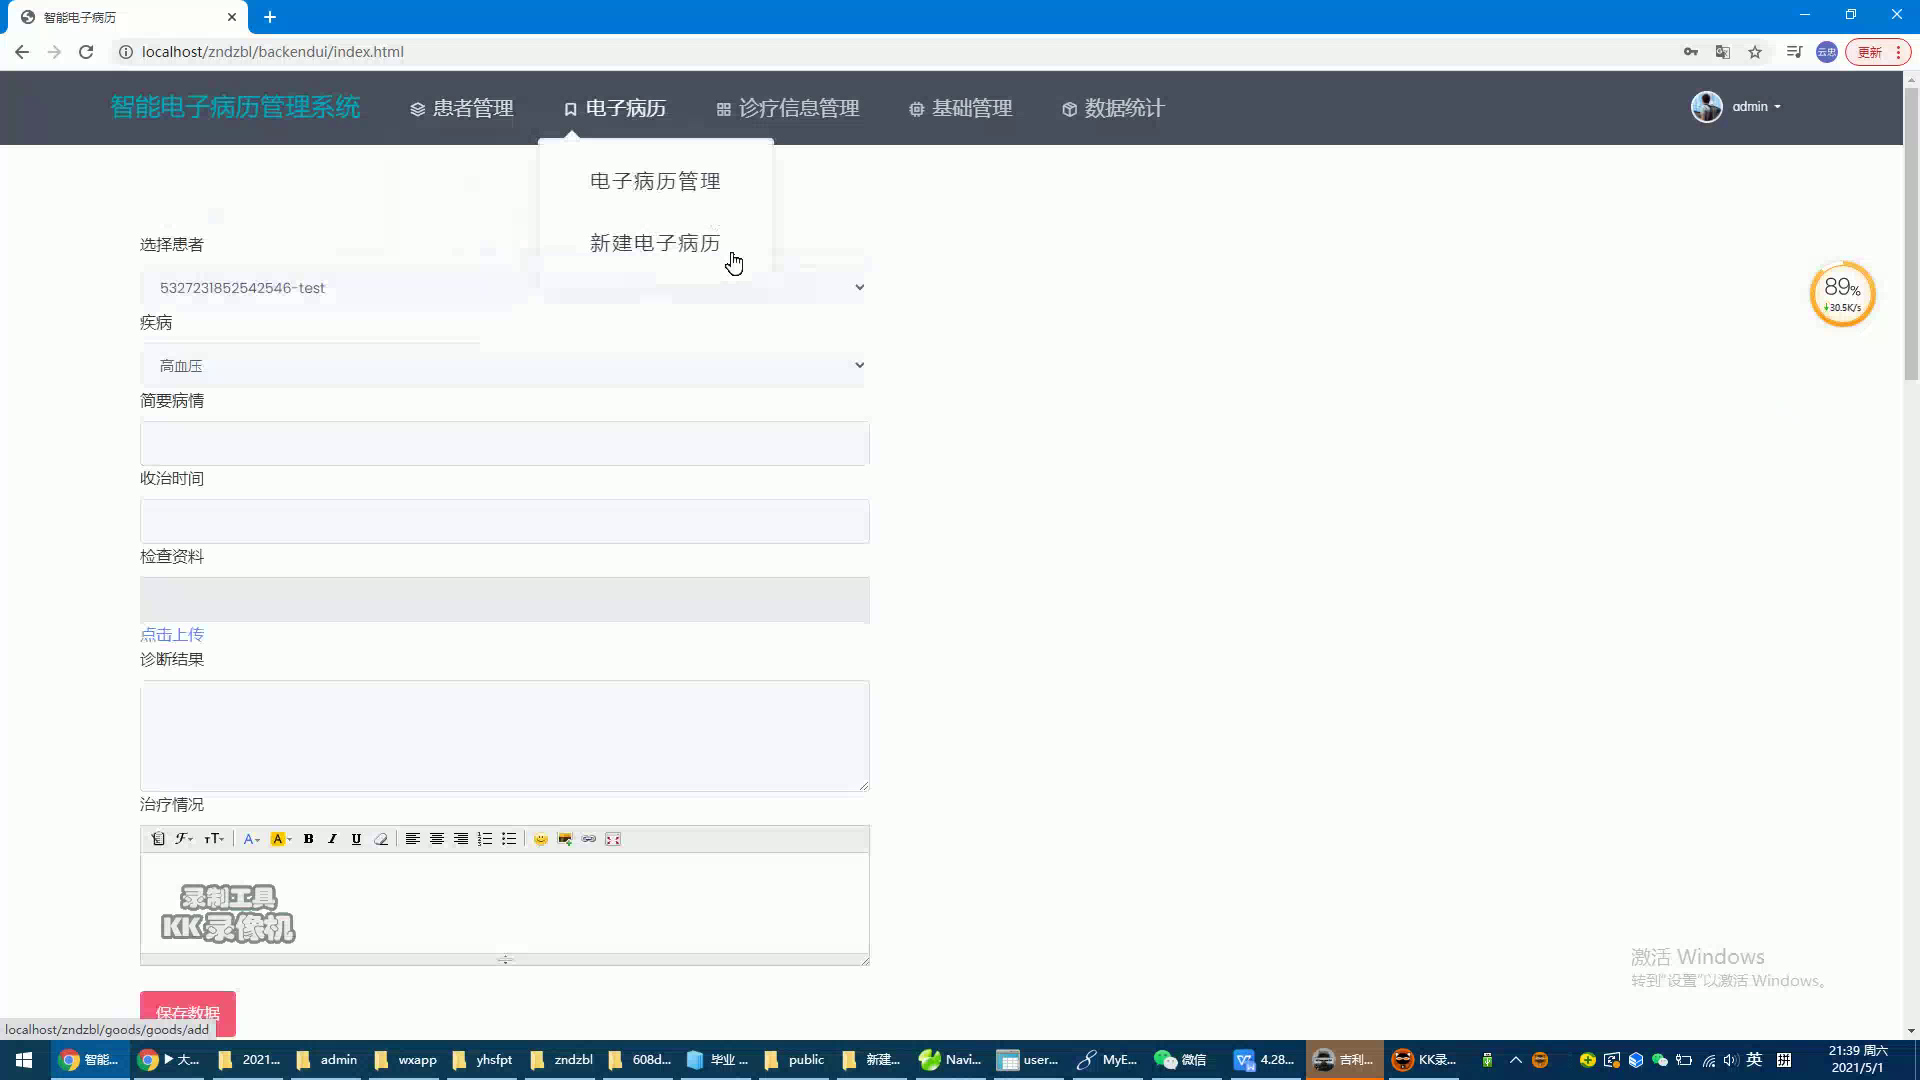 智能电子病历
localhost/zndzbl/backendui/index.html
云忠
更新
智能电子病历管理系统
患者管理
电子病历
诊疗信息管理
基础管理
数据统计
admin
电子病历管理
新建电子病历
选择患者
5327231852542546-test
89%
30.5K/s
疾病
高血压
简要病情
收治时间
检查资料
点击上传
诊断结果
治疗情况
录制工具
KK录像机
激活 Windows
转到"设置"以激活 Windows。
保存数据
localhost/zndzbl/goods/goods/add
智能...
大...
2021...
admin
wxapp
yhsfpt
zndzbl
608d...
毕业 ...
public
新建...
Navi...
user...
MyE...
微信
4.28...
吉利...
KK录...
英
拼
21:39 周六
2021/5/1